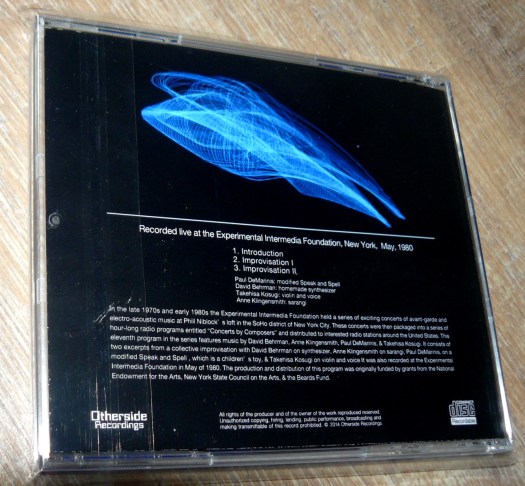 Recorded live at the Experimental Intermedia Foundation, New York, May, 1980
1. Introduction
2. Improvisation I
3. Improvisation II
Paul DeMarinis: modified Speak and Spell
David Behrman: homemade synthesizer
Takehisa Kosugi: violin and voice
Anne Klingensmith: sarangi
In the late 1970s and early 1980s the Experimental Intermedia Foundation held a series of exciting concerts of avant-garde and
electro-acoustic music at Phil Niblock' s loft in the SoHo district of New York City. These concerts were then packaged into a series of
hour-long radio programs entitled "Concerts by Composers" and distributed to interested radio stations around the United States. This
eleventh program in the series features music by David Behrman, Anne Klingensmith, Paul DeMarinis, & Takehisa Kosugi. It consists of
two excerpts from a collective improvisation with David Behrman on synthesizer, Anne Klingensmith on sarangi, Paul DeMarinis, on a
modified Speak and Spell , which is a children' s toy, & Takehisa Kosugi on violin and voice It was also recorded at the Experimental
Intermedia Foundation in May of 1980. The production and distribution of this program was originally funded by grants from the National
Endowment for the Arts, New York State Council on the Arts, & the Beards Fund.
Otherside
Recordings
All rights of the producer and of the owner of the work reproduced reserved.
Unauthorized copying, hiring, lending, public performance, broadcasting and
making transmittable of this record prohibited. © 2014 Otherside Recordings
COMPACT
disc
Recordable